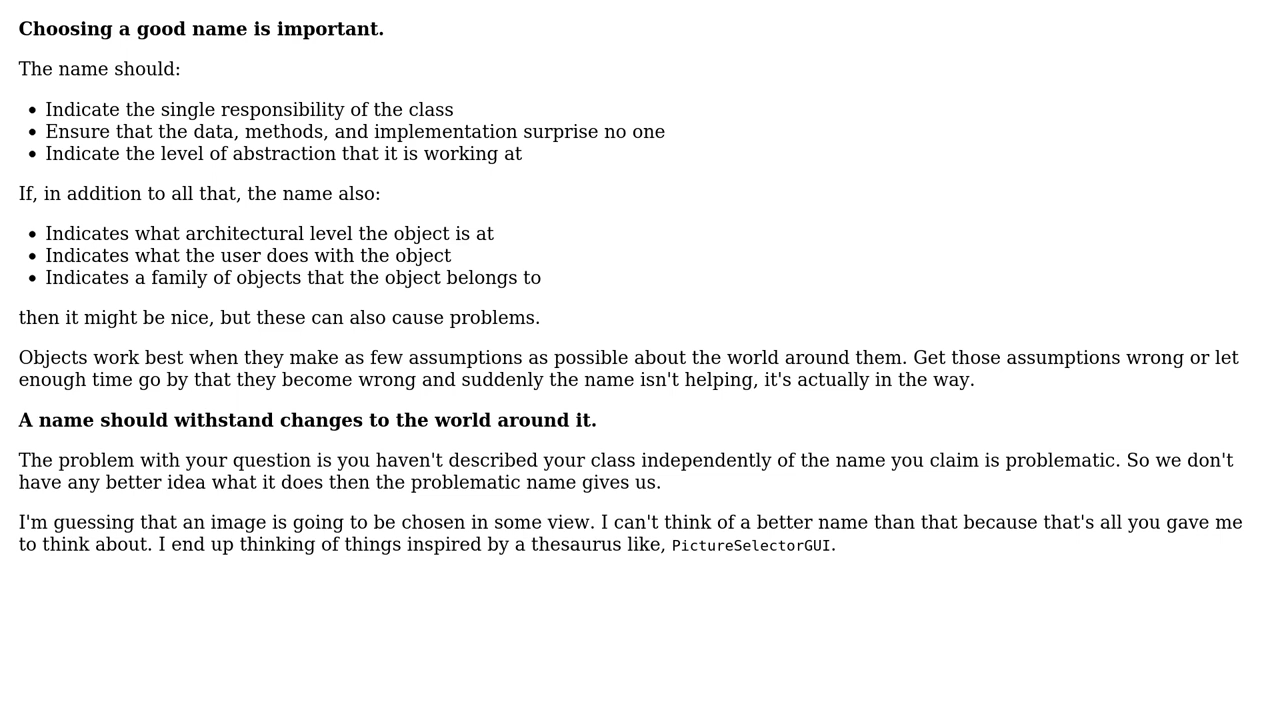 Choosing a good name is important.
The name should:
• Indicate the single responsibility of the class
• Ensure that the data, methods, and implementation surprise no one
• Indicate the level of abstraction that it is working at
If, in addition to all that, the name also:
• Indicates what architectural level the object is at
• Indicates what the user does with the object
• Indicates a family of objects that the object belongs to
then it might be nice, but these can also cause problems.
Objects work best when they make as few assumptions as possible about the world around them. Get those assumptions wrong or let
enough time go by that they become wrong and suddenly the name isn't helping, it's actually in the way.
A name should withstand changes to the world around it.
The problem with your question is you haven't described your class independently of the name you claim is problematic. So we don't
have any better idea what it does then the problematic name gives us.
I'm guessing that an image is going to be chosen in some view. I can't think of a better name than that because that's all you gave me
to think about. I end up thinking of things inspired by a thesaurus like, PictureSelectorGUI.